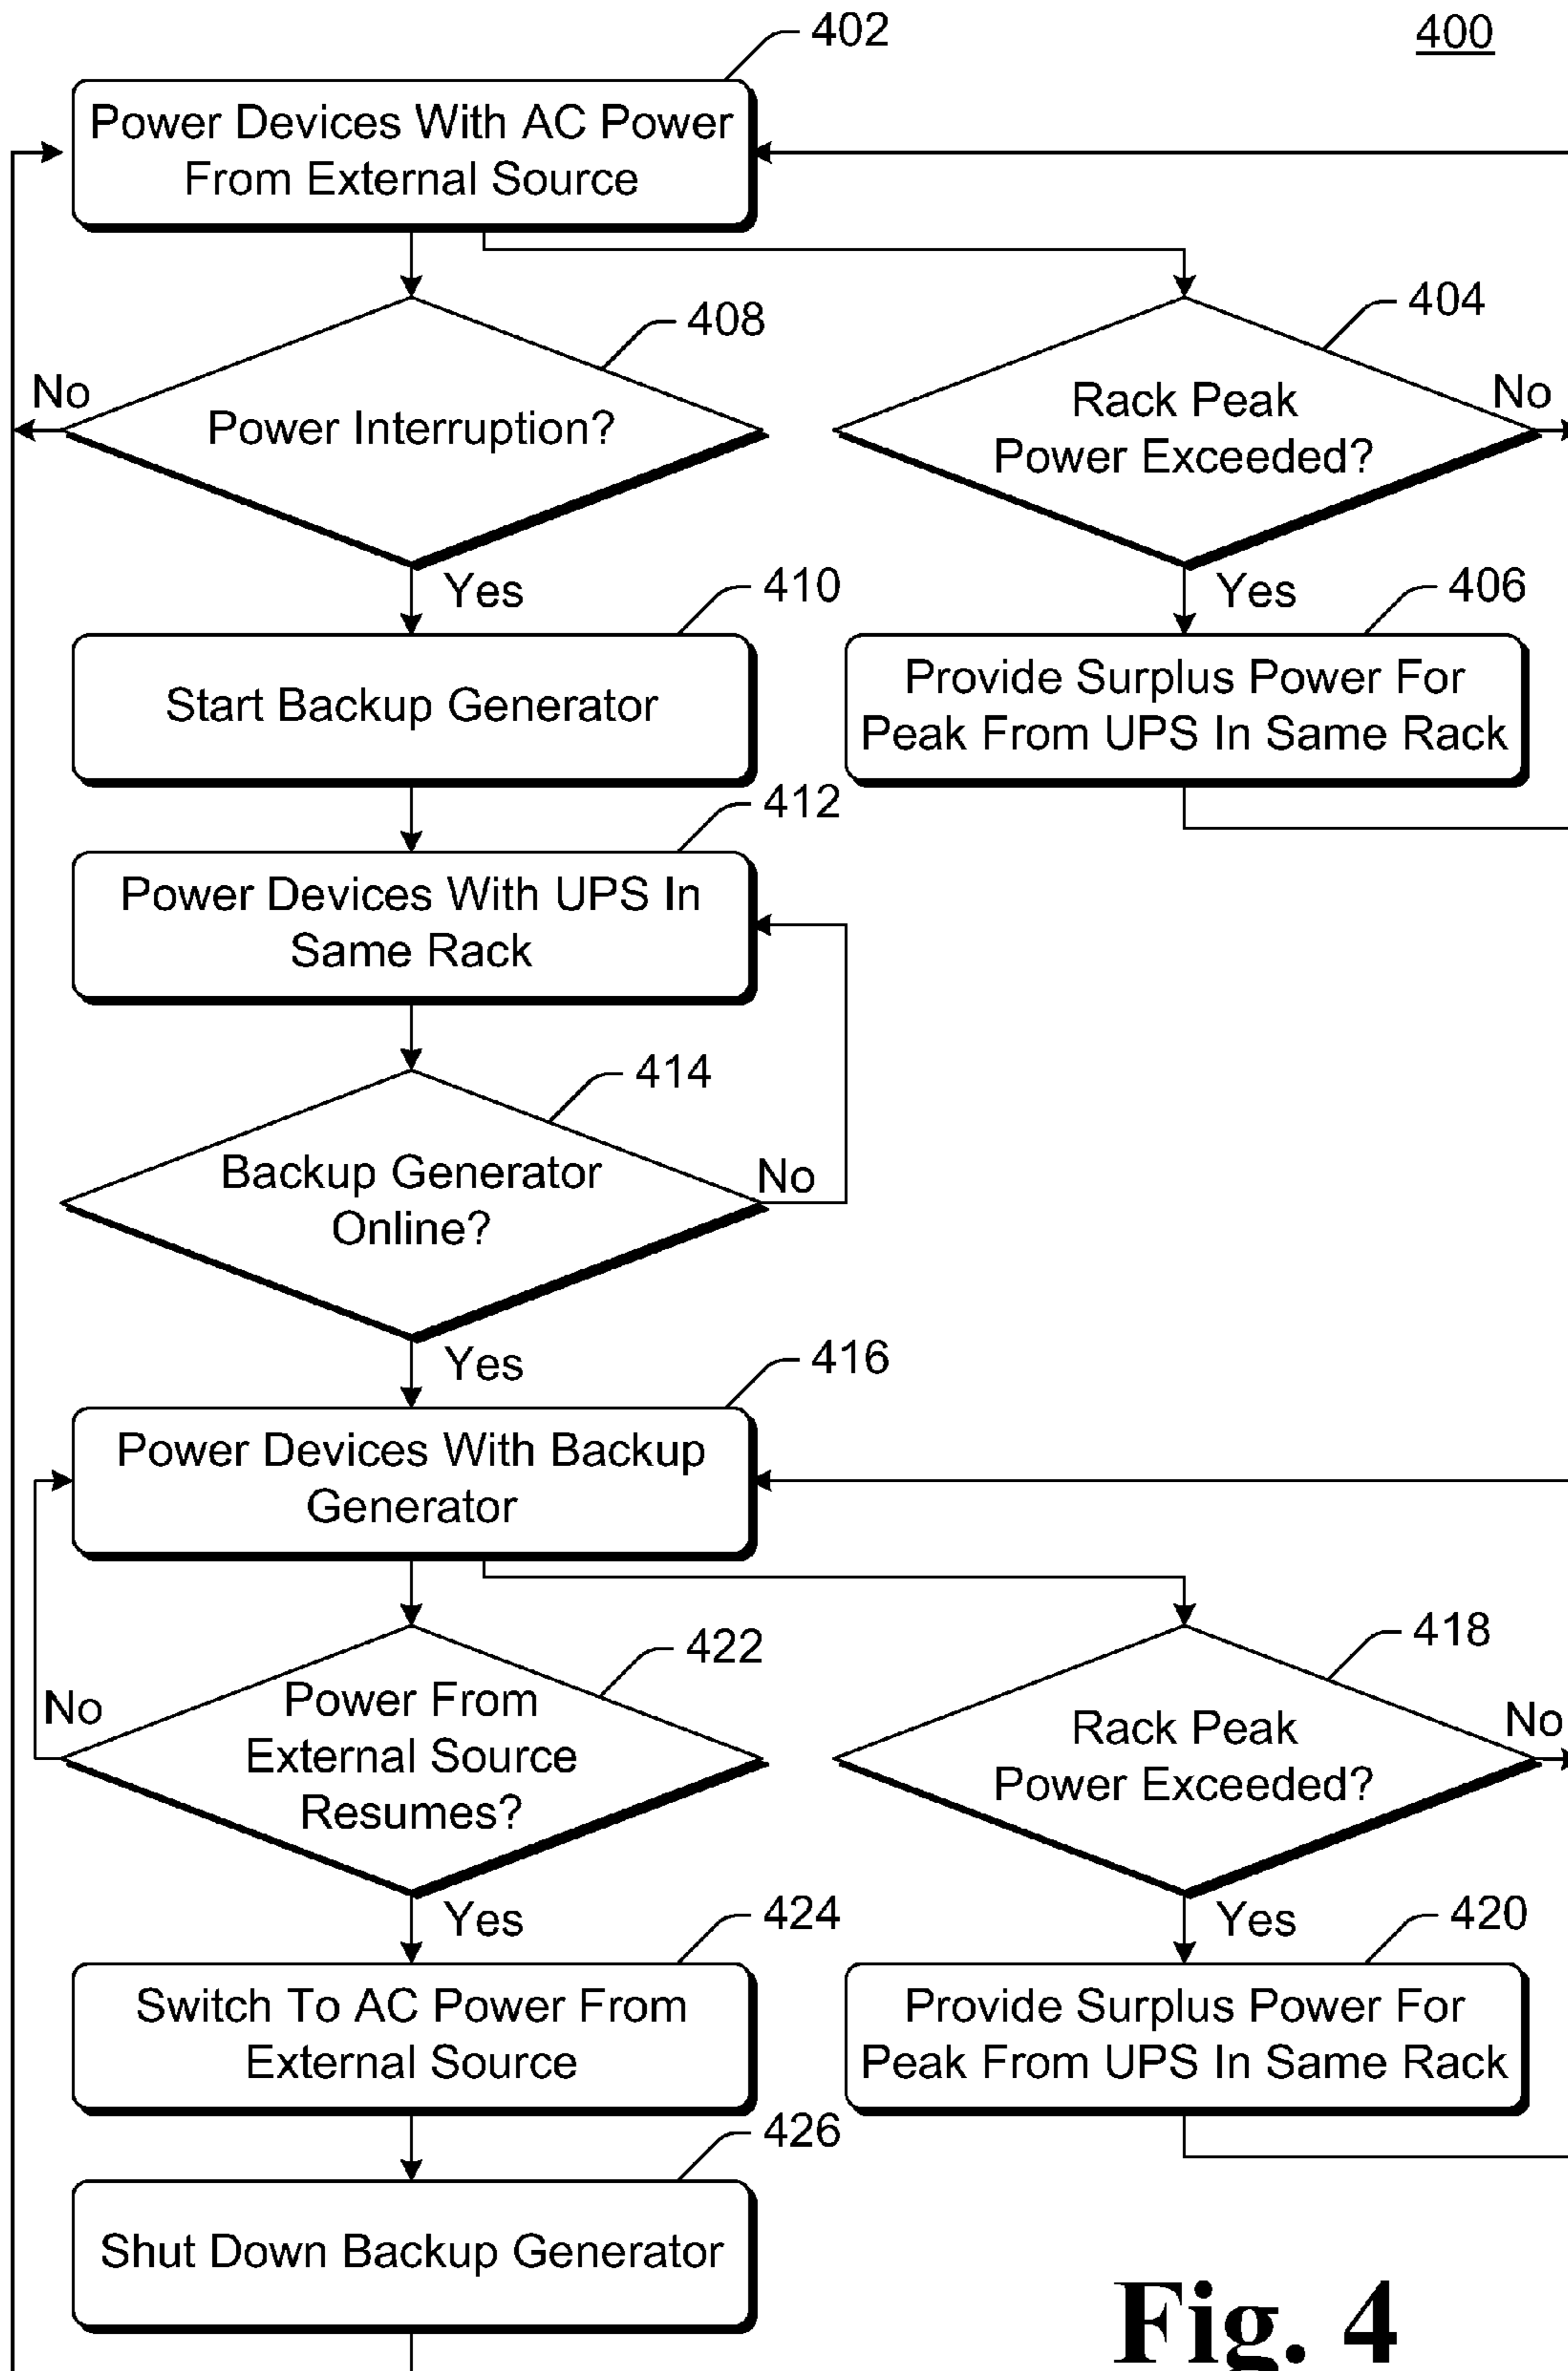 402
400
Power Devices With AC Power
From External Source
408
404
No
Power Interruption?
Rack Peak
Power Exceeded?
No
Yes
410
Yes
406
Start Backup Generator
Provide Surplus Power For
Peak From UPS In Same Rack
412
Power Devices With UPS In
Same Rack
414
Backup Generator
Online?
No
Yes
416
Power Devices With Backup
Generator
422
418
No
Power From
External Source
Resumes?
Rack Peak
Power Exceeded?
No
Yes
424
Yes
420
Switch To AC Power From
External Source
Provide Surplus Power For
Peak From UPS In Same Rack
426
Shut Down Backup Generator
Fig. 4